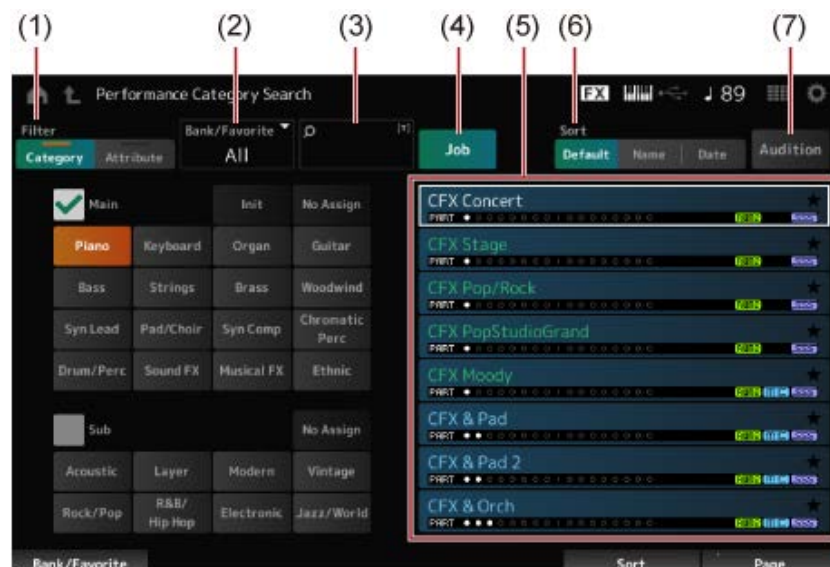 (1) (2) (3) (4) (5) (6) (7)
Performance Category Search FX 89
Filter Bank/Favorite [T] Sort
Category Attribute All Job Default Name Date Audition
Main Init No Assign
Piano Keyboard Organ Guitar
Bass Strings Brass Woodwind
Syn Lead Pad/Choir Syn Comp Chromatic
Perc
Drum/Perc Sound FX Musical FX Ethnic
Sub No Assign
Acoustic Layer Modern Vintage
Rock/Pop R&B/
Hip Hop Electronic Jazz/World
CFX Concert
PART
CFX Stage
PART
CFX Pop/Rock
PART
CFX PopStudioGrand
PART
CFX Moody
PART
CFX & Pad
PART
CFX & Pad 2
PART
CFX & Orch
PART
Bank/Favorite Sort Page